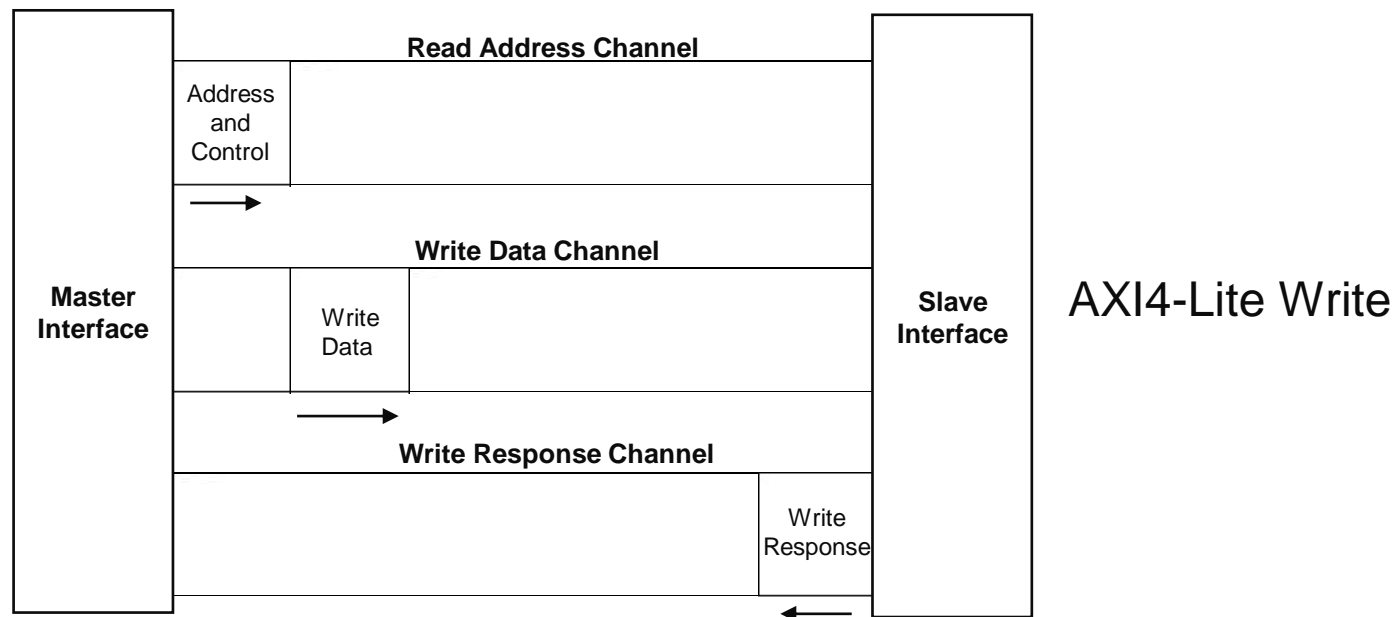 Read Address Channel
Address
and
Control
Write Data Channel
Master
Interface
Write
Data
Slave
Interface
AXI4-Lite Write
Write Response Channel
Write
Response